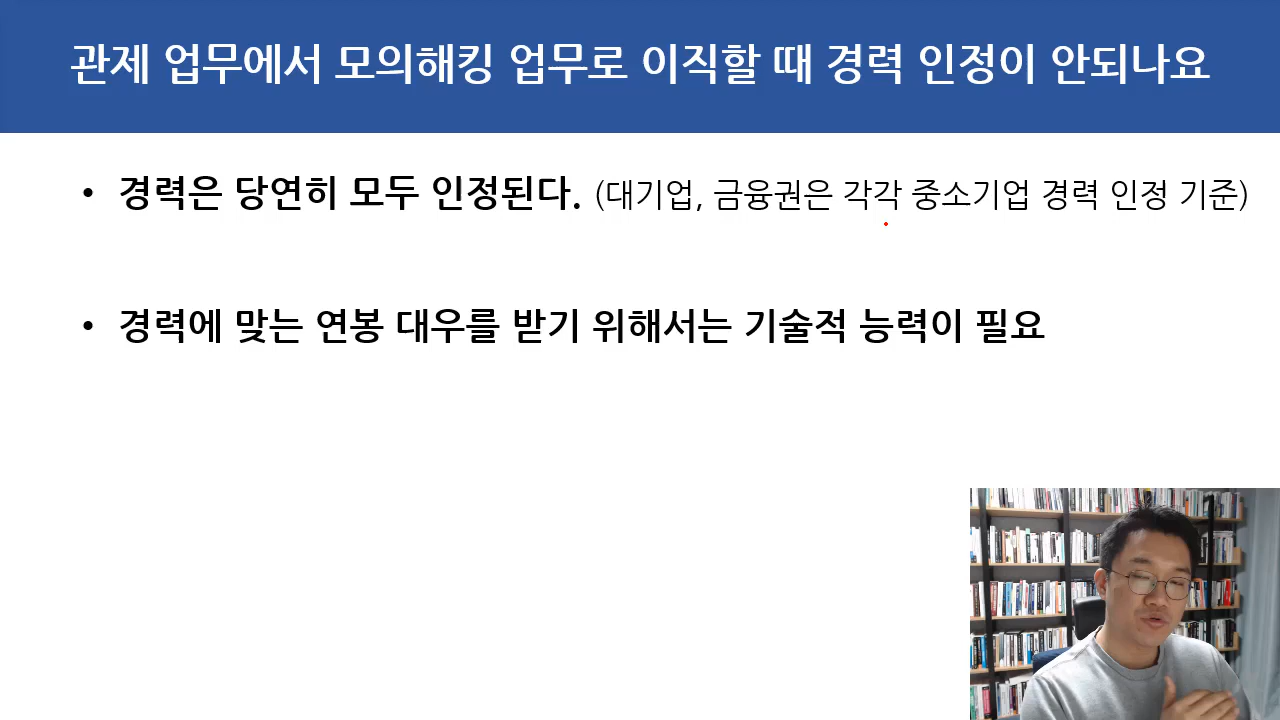 관제 업무에서 모의해킹 업무로 이직할 때 경력 인정이 안되나요
• 경력은 당연히 모두 인정된다. (대기업, 금융권은 각각 중소기업 경력 인정 기준)
• 경력에 맞는 연봉 대우를 받기 위해서는 기술적 능력이 필요